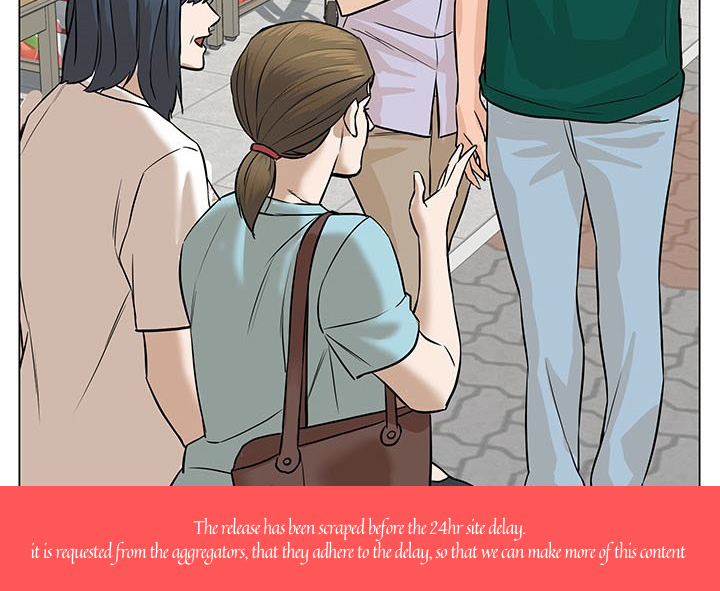 The release has been scraped before the 24hr site delay.
it is requested from the aggregators, that they adhere to the delay, so that we can make more of this content